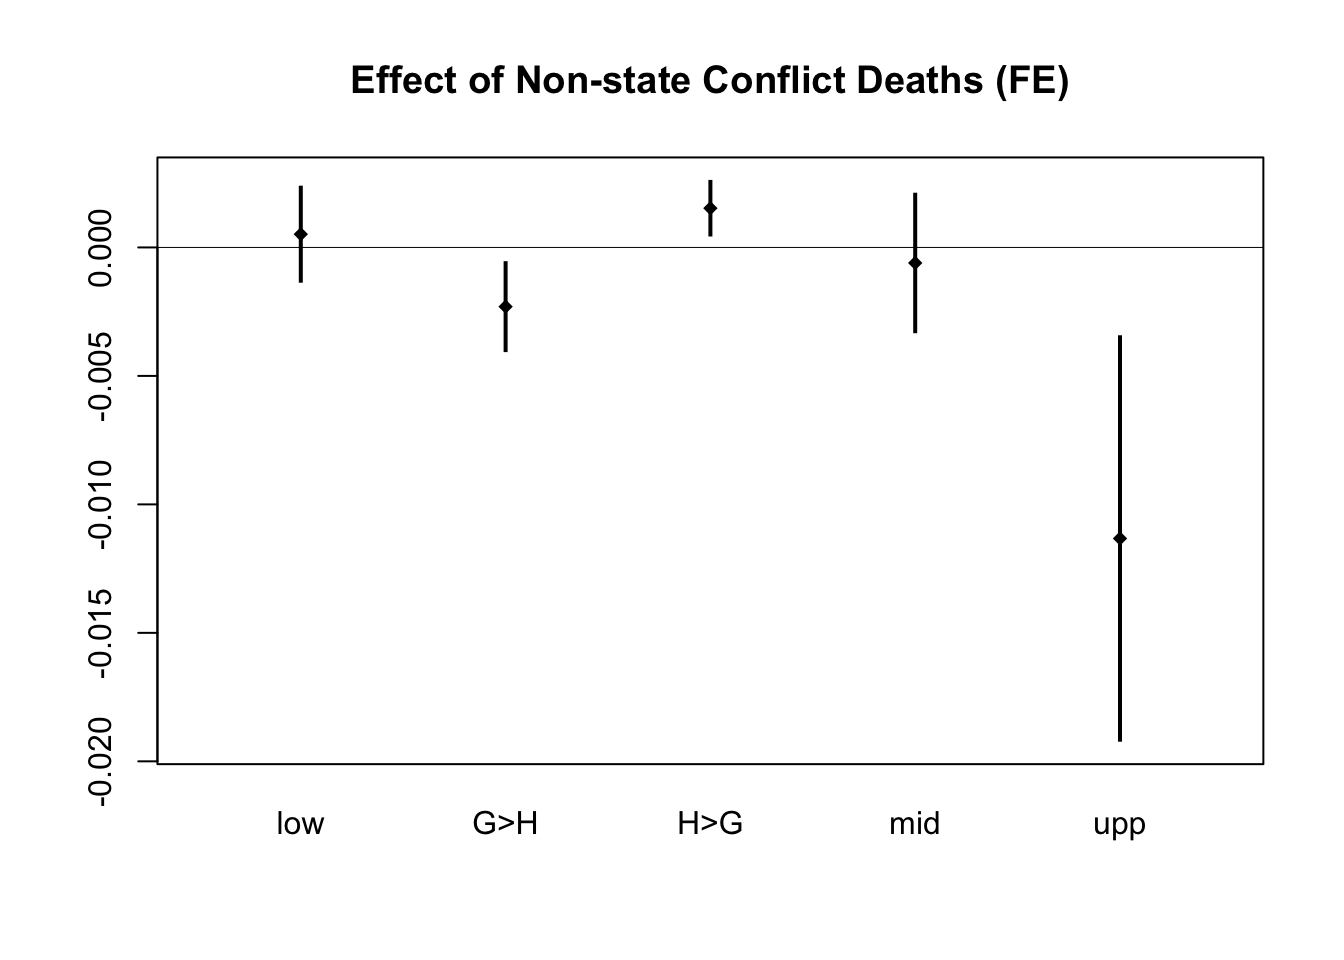 Effect of Non-state Conflict Deaths (FE)
0.000
-0.005
-0.010
-0.015
-0.020
low G>H H>G mid upp